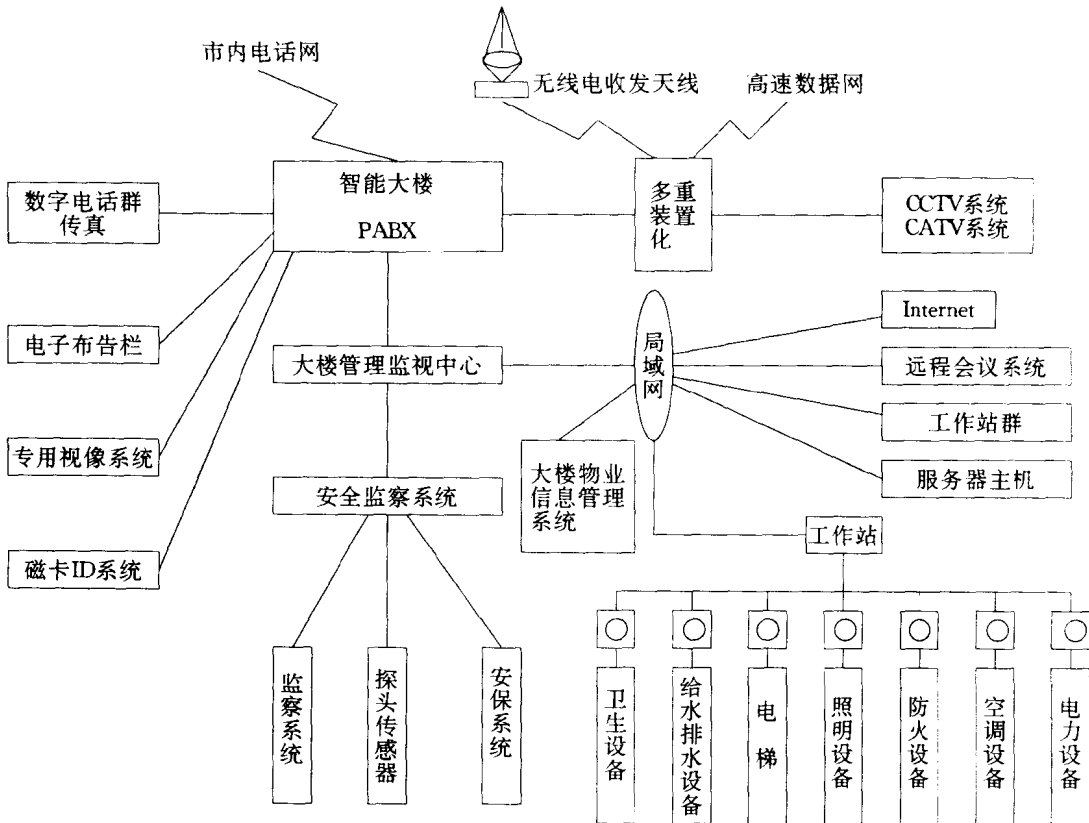 市内电话网
无线电收发天线
高速数据网
智能大楼
PABX
数字电话群
传真
多重
装置
化
CCTV系统
CATV系统
电子布告栏
大楼管理监视中心
局域网
Internet
远程会议系统
工作站群
服务器主机
专用视像系统
安全监察系统
大楼物业
信息管理
系统
工作站
磁卡ID系统
监察系统
探头传感器
安保系统
卫生设备
给水排水设备
电梯
照明设备
防火设备
空调设备
电力设备